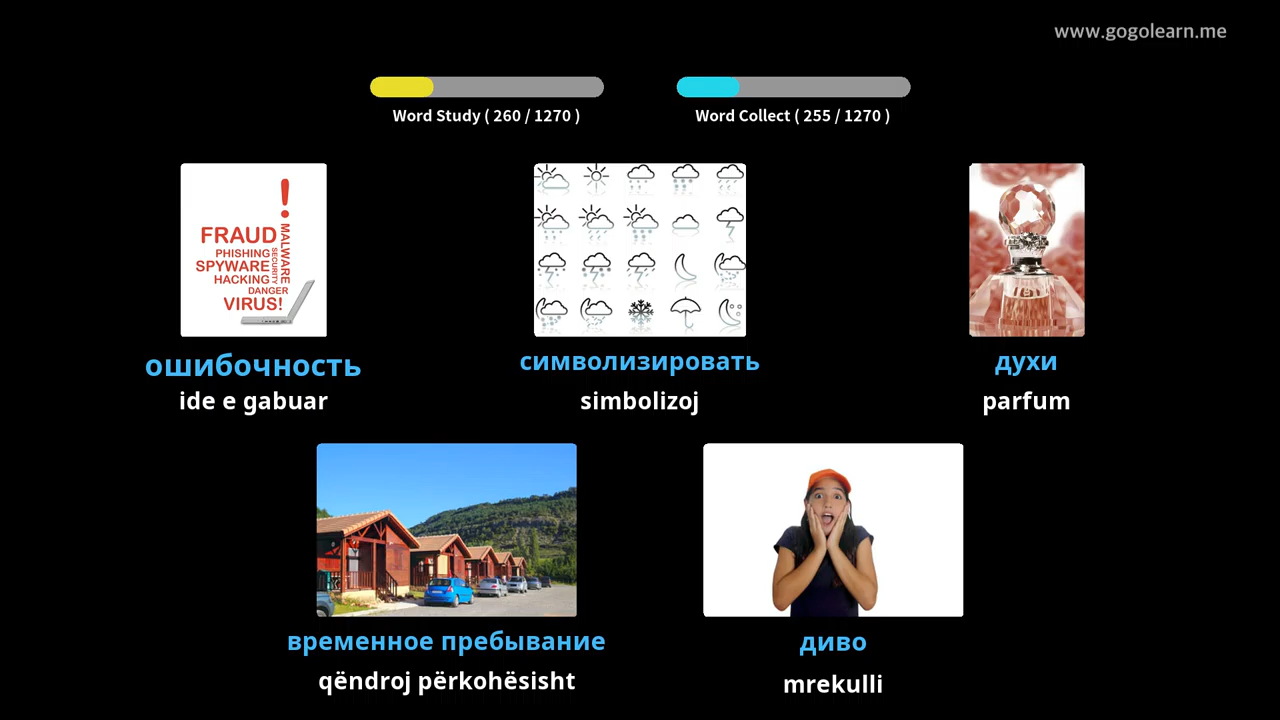 www.gogolearn.me
Word Study ( 260 / 1270 )
Word Collect ( 255 / 1270 )
!
FRAUD
MALWARE
PHISHING
SECURITY
SPYWARE
HACKING
DANGER
VIRUS!
ошибочность
ide e gabuar
символизировать
simbolizoj
духи
parfum
временное пребывание
qëndroj përkohësisht
диво
mrekulli